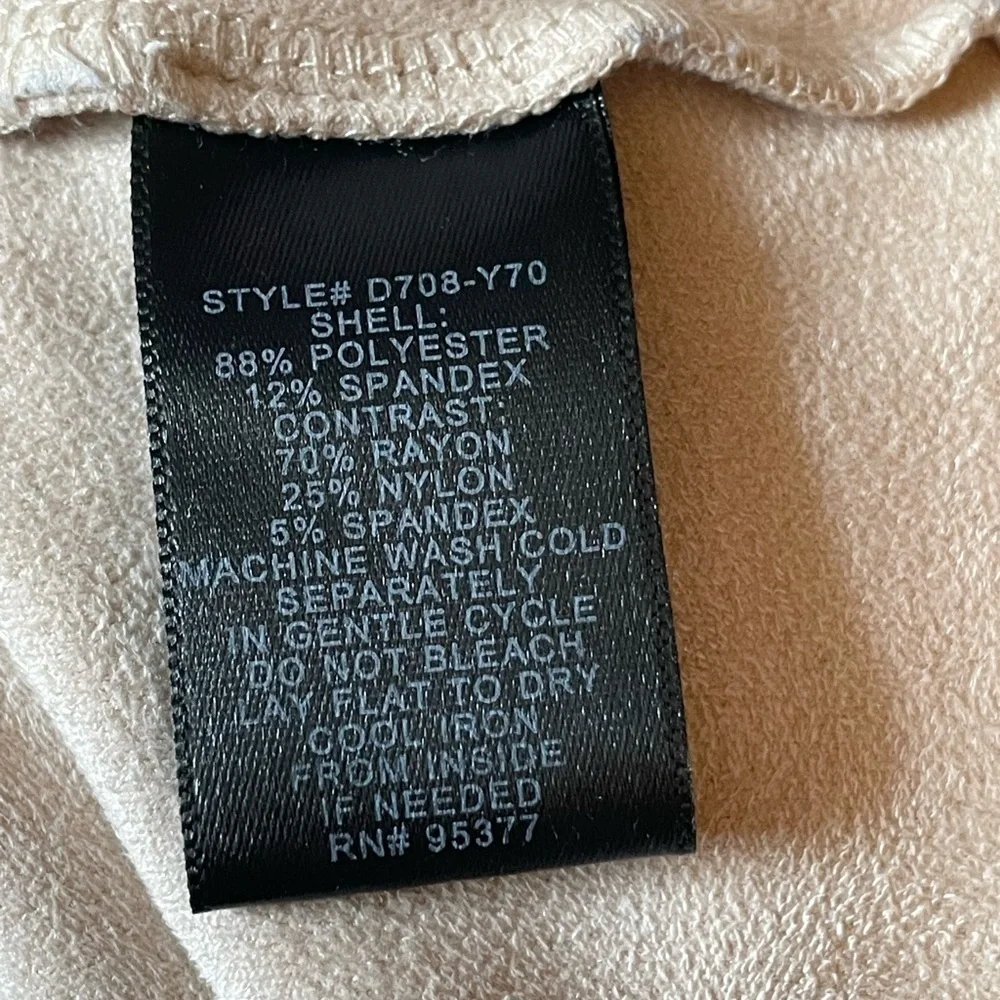 STYLE# D708-Y70
SHELL:
88% POLYESTER
12% SPANDEX
CONTRAST:
70% RAYON
25% NYLON
5% SPANDEX
MACHINE WASH COLD
SEPARATELY
IN GENTLE CYCLE
DO NOT BLEACH
LAY FLAT TO DRY
COOL IRON
FROM INSIDE
IF NEEDED
RN# 95377